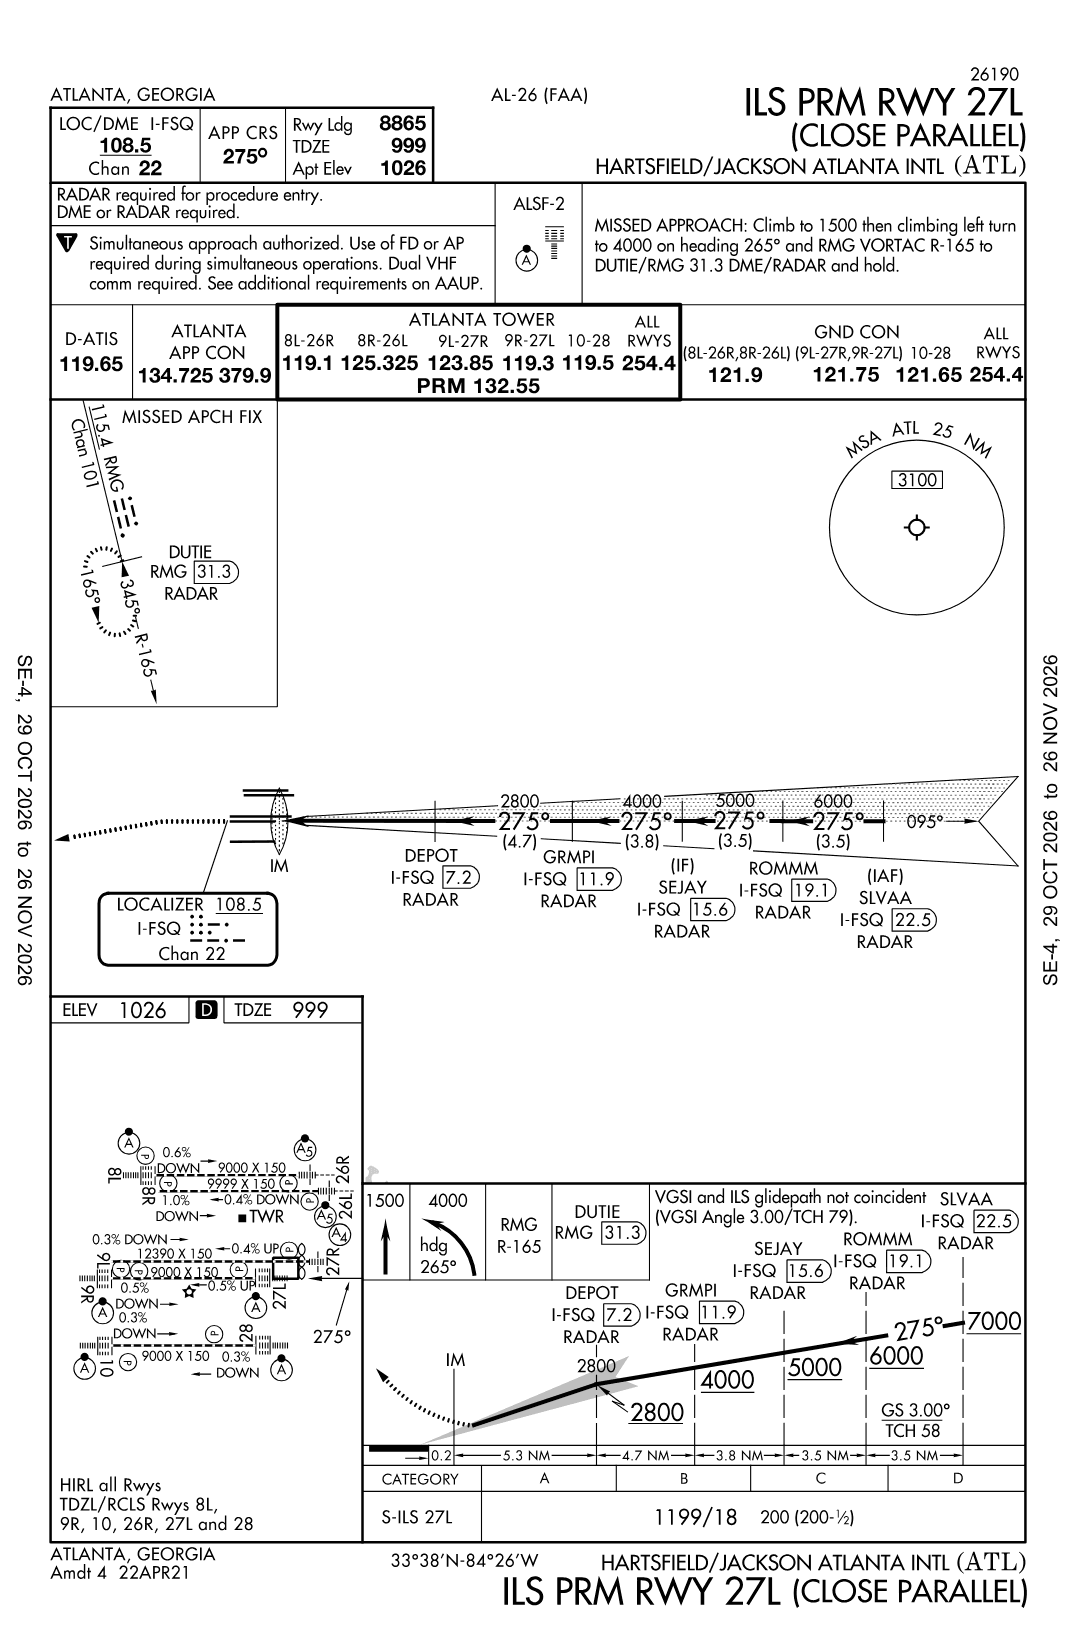 26190
ATLANTA, GEORGIA
AL-26 (FAA)
ILS PRM RWY 27L
(CLOSE PARALLEL)
HARTSFIELD/JACKSON ATLANTA INTL (ATL)
LOC/DME I-FSQ
108.5
Chan 22
APP CRS
275°
Rwy Ldg 8865
TDZE 999
Apt Elev 1026
RADAR required for procedure entry.
DME or RADAR required.
T
Simultaneous approach authorized. Use of FD or AP
required during simultaneous operations. Dual VHF
comm required. See additional requirements on AAUP.
ALSF-2
A
MISSED APPROACH: Climb to 1500 then climbing left turn
to 4000 on heading 265° and RMG VORTAC R-165 to
DUTIE/RMG 31.3 DME/RADAR and hold.
D-ATIS
119.65
ATLANTA
APP CON
134.725 379.9
ATLANTA TOWER
8L-26R 8R-26L 9L-27R 9R-27L 10-28 ALL RWYS
119.1 125.325 123.85 119.3 119.5 254.4
PRM 132.55
GND CON
(8L-26R,8R-26L) (9L-27R,9R-27L) 10-28 ALL RWYS
121.9 121.75 121.65 254.4
MISSED APCH FIX
115.4 RMG
Chan 101
DUTIE
RMG 31.3
RADAR
165°
345°
R-165
MSA ATL 25 NM
3100
SE-4, 29 OCT 2026 to 26 NOV 2026
SE-4, 29 OCT 2026 to 26 NOV 2026
2800 4000 5000 6000
275° 275° 275° 275° 095°
(4.7) (3.8) (3.5) (3.5)
IM
DEPOT
I-FSQ 7.2
RADAR
GRMPI
I-FSQ 11.9
RADAR
(IF)
SEJAY
I-FSQ 15.6
RADAR
ROMMM
I-FSQ 19.1
RADAR
(IAF)
SLVAA
I-FSQ 22.5
RADAR
LOCALIZER 108.5
I-FSQ
Chan 22
ELEV 1026 D TDZE 999
A
P
0.6%
DOWN
9000 X 150
A5
8L
26R
P
9999 X 150
P
8R
1.0%
DOWN
0.4% DOWN
P
26L
A5
TWR
A4
0.3% DOWN
12390 X 150
0.4% UP
P
9L
27R
P
P
9000 X 150
P
9R
0.5%
DOWN
0.5% UP
27L
A
A
0.3%
DOWN
P
28
275°
9000 X 150
0.3%
DOWN
10
P
A
A
HIRL all Rwys
TDZL/RCLS Rwys 8L,
9R, 10, 26R, 27L and 28
1500
4000
hdg
265°
RMG
R-165
DUTIE
RMG 31.3
VGSI and ILS glidepath not coincident
(VGSI Angle 3.00/TCH 79).
SLVAA
I-FSQ 22.5
RADAR
ROMMM
I-FSQ 19.1
RADAR
SEJAY
I-FSQ 15.6
RADAR
GRMPI
I-FSQ 11.9
RADAR
DEPOT
I-FSQ 7.2
RADAR
IM
2800
2800
4000
5000
6000
275°
7000
GS 3.00°
TCH 58
0.2 5.3 NM 4.7 NM 3.8 NM 3.5 NM 3.5 NM
CATEGORY A B C D
S-ILS 27L 1199/18 200 (200-½)
ATLANTA, GEORGIA
Amdt 4 22APR21
33°38'N-84°26'W
HARTSFIELD/JACKSON ATLANTA INTL (ATL)
ILS PRM RWY 27L (CLOSE PARALLEL)